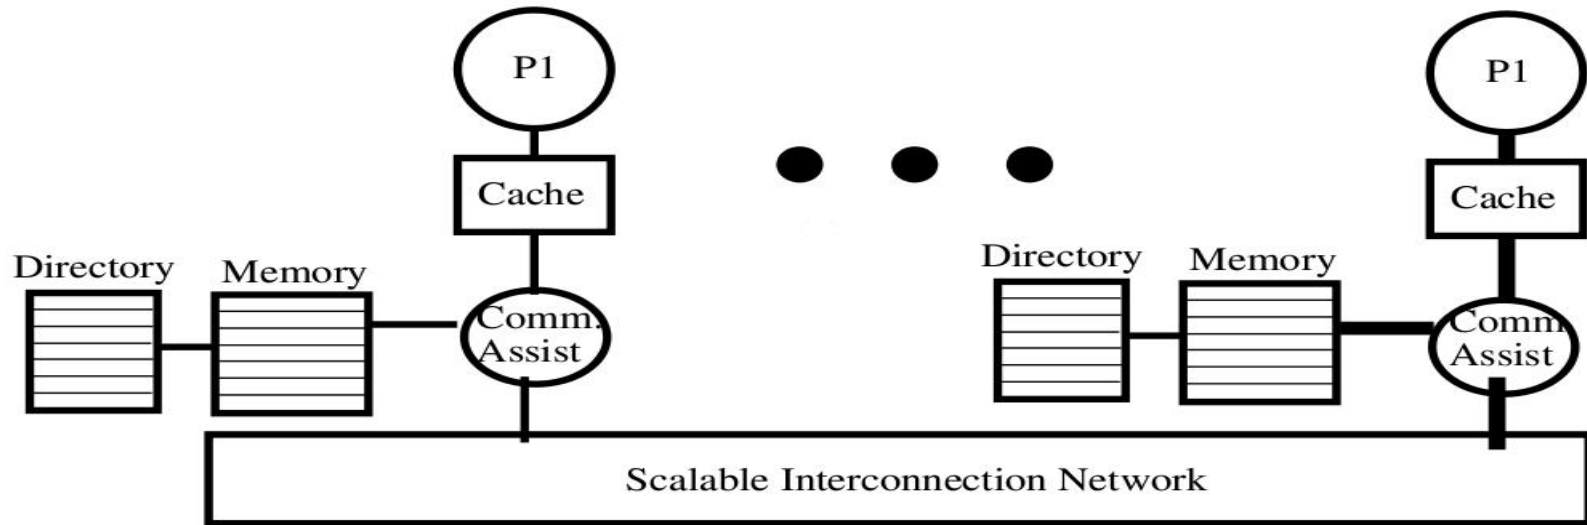 P1
P1
Cache
Cache
Directory
Memory
Directory
Memory
Comm.
Assist
Comm
Assist
Scalable Interconnection Network